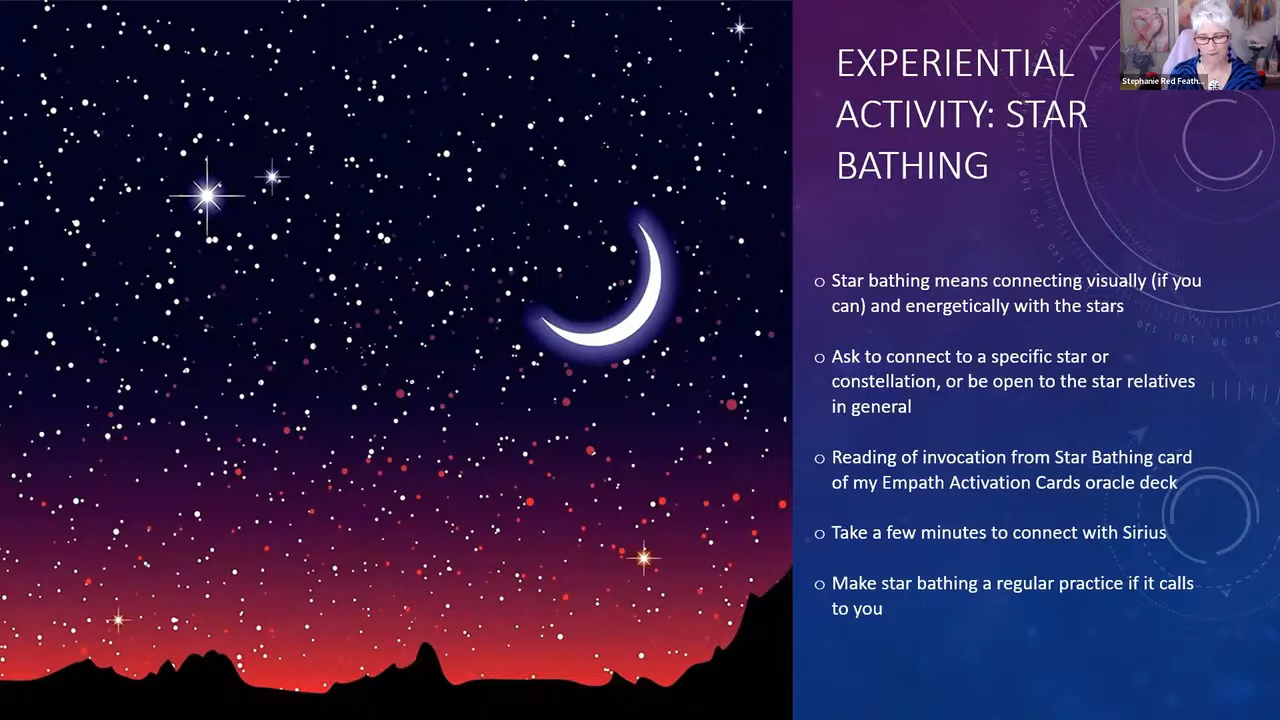 EXPERIENTIAL
ACTIVITY: STAR
BATHING
Stephanie Red Feath...
o Star bathing means connecting visually (if you
can) and energetically with the stars
o Ask to connect to a specific star or
constellation, or be open to the star relatives
in general
o Reading of invocation from Star Bathing card
of my Empath Activation Cards oracle deck
o Take a few minutes to connect with Sirius
o Make star bathing a regular practice if it calls
to you